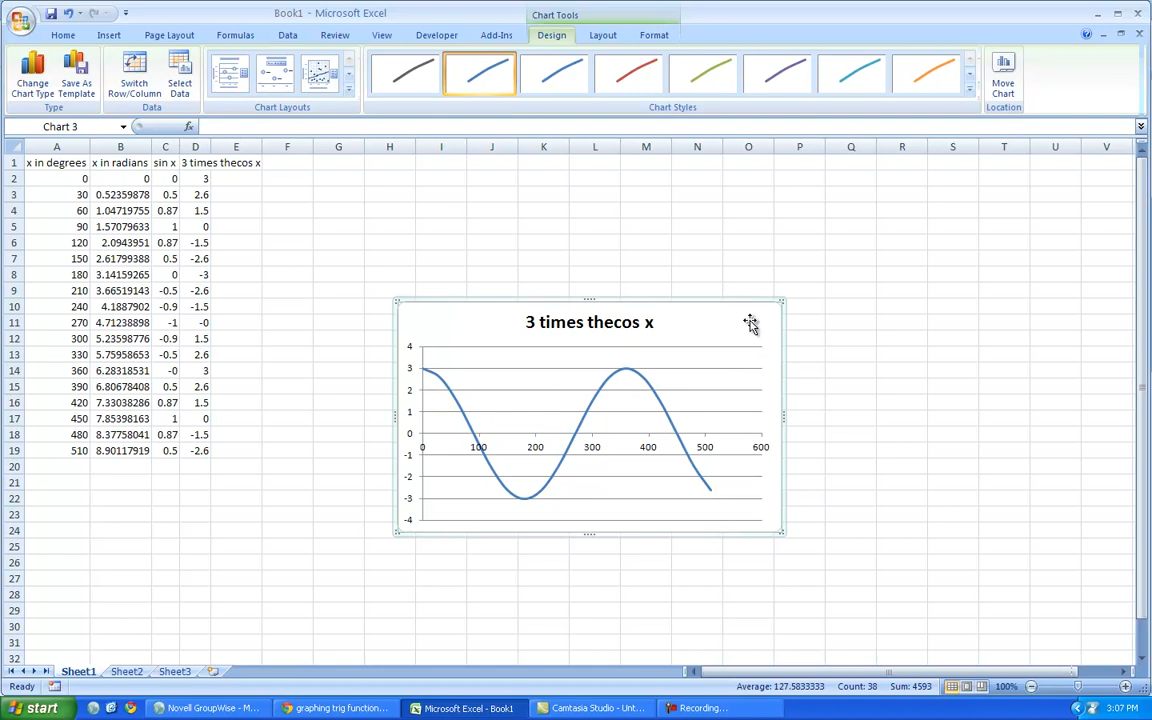 Book1 - Microsoft Excel
Chart Tools
Home Insert Page Layout Formulas Data Review View Developer Add-Ins Design Layout Format
Change Chart Type
Save As Template
Switch Row/Column
Select Data
Move Chart
Type Data Chart Layouts Chart Styles Location
Chart 3 fx
A B C D E F G H I J K L M N O P Q R S T U V
1 x in degrees x in radians sin x 3 times thecos x
2 0 0 0 3
3 30 0.52359878 0.5 2.6
4 60 1.04719755 0.87 1.5
5 90 1.57079633 1 0
6 120 2.0943951 0.87 -1.5
7 150 2.61799388 0.5 -2.6
8 180 3.14159265 0 -3
9 210 3.66519143 -0.5 -2.6
10 240 4.1887902 -0.9 -1.5
11 270 4.71238898 -1 -0
12 300 5.23598776 -0.9 1.5
13 330 5.75958653 -0.5 2.6
14 360 6.28318531 -0 3
15 390 6.80678408 0.5 2.6
16 420 7.33038286 0.87 1.5
17 450 7.85398163 1 0
18 480 8.37758041 0.87 -1.5
19 510 8.90117919 0.5 -2.6
20
21
22
23
24
25
26
27
28
29
30
31
32
3 times thecos x
4
3
2
1
0
-1
-2
-3
-4
0 100 200 300 400 500 600
Sheet1 Sheet2 Sheet3
Ready Average: 127.5833333 Count: 38 Sum: 4593 100%
start Novell GroupWise - M... graphing trig function... Microsoft Excel - Book1 Camtasia Studio - Unt... Recording... 3:07 PM